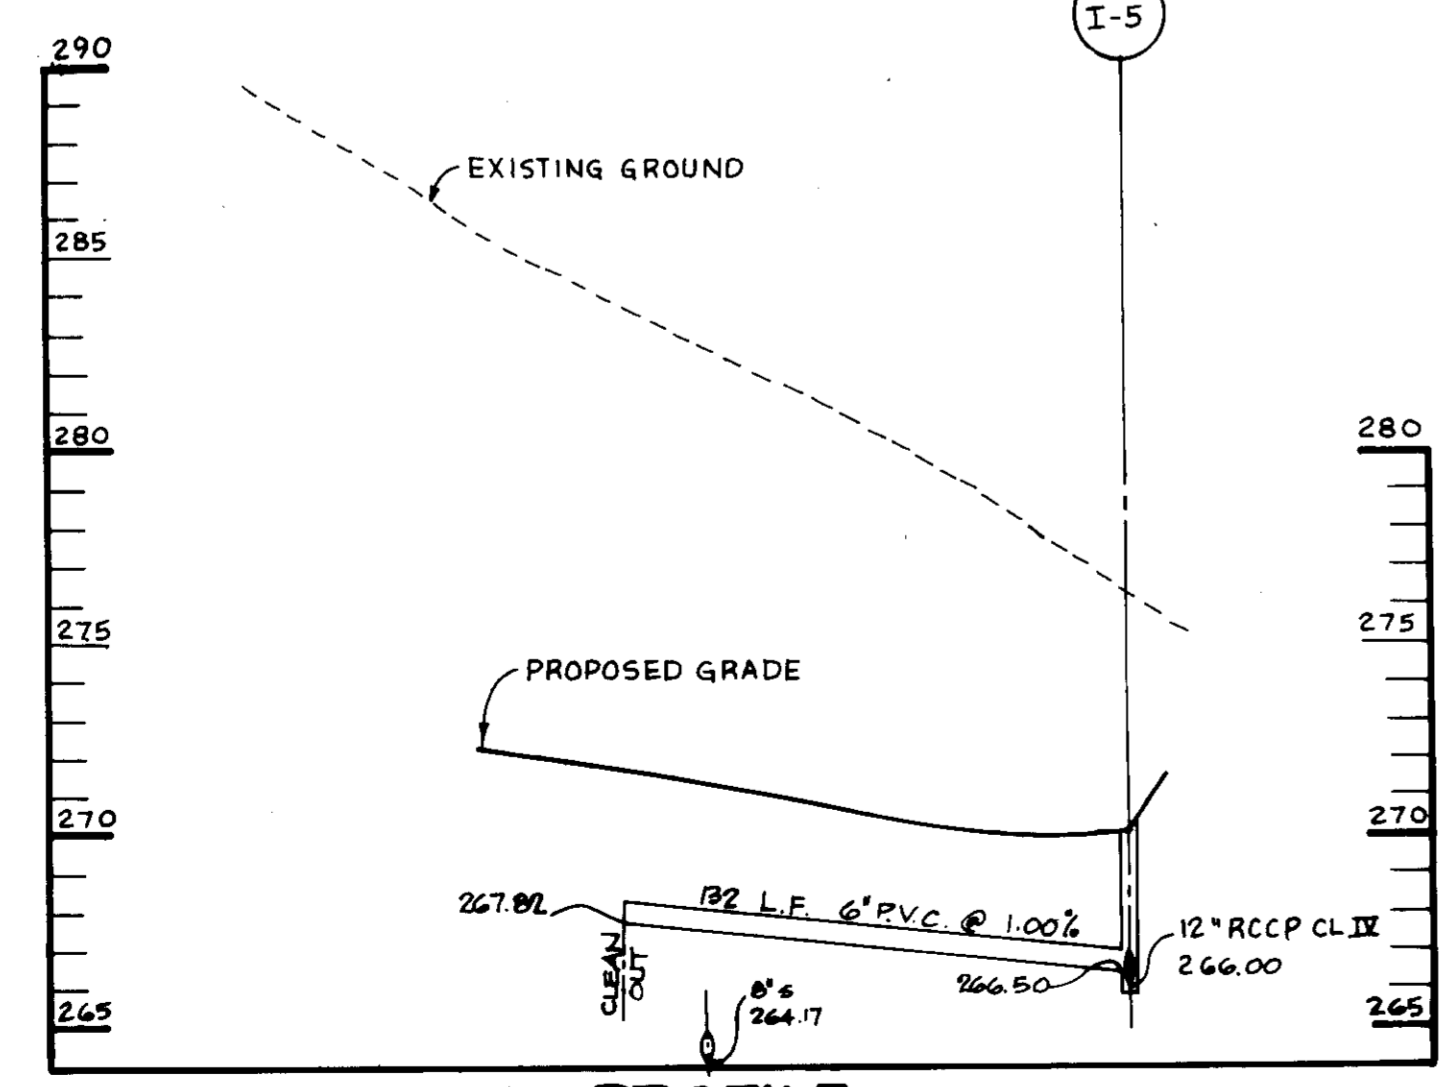 I-5
290
EXISTING GROUND
285
280
280
275
275
PROPOSED GRADE
270
270
267.82
132 L.F. 6" P.V.C. @ 1.00%
12" RCCP CL IV
266.00
266.50
CLEAN
OUT
8" S
264.17
265
265